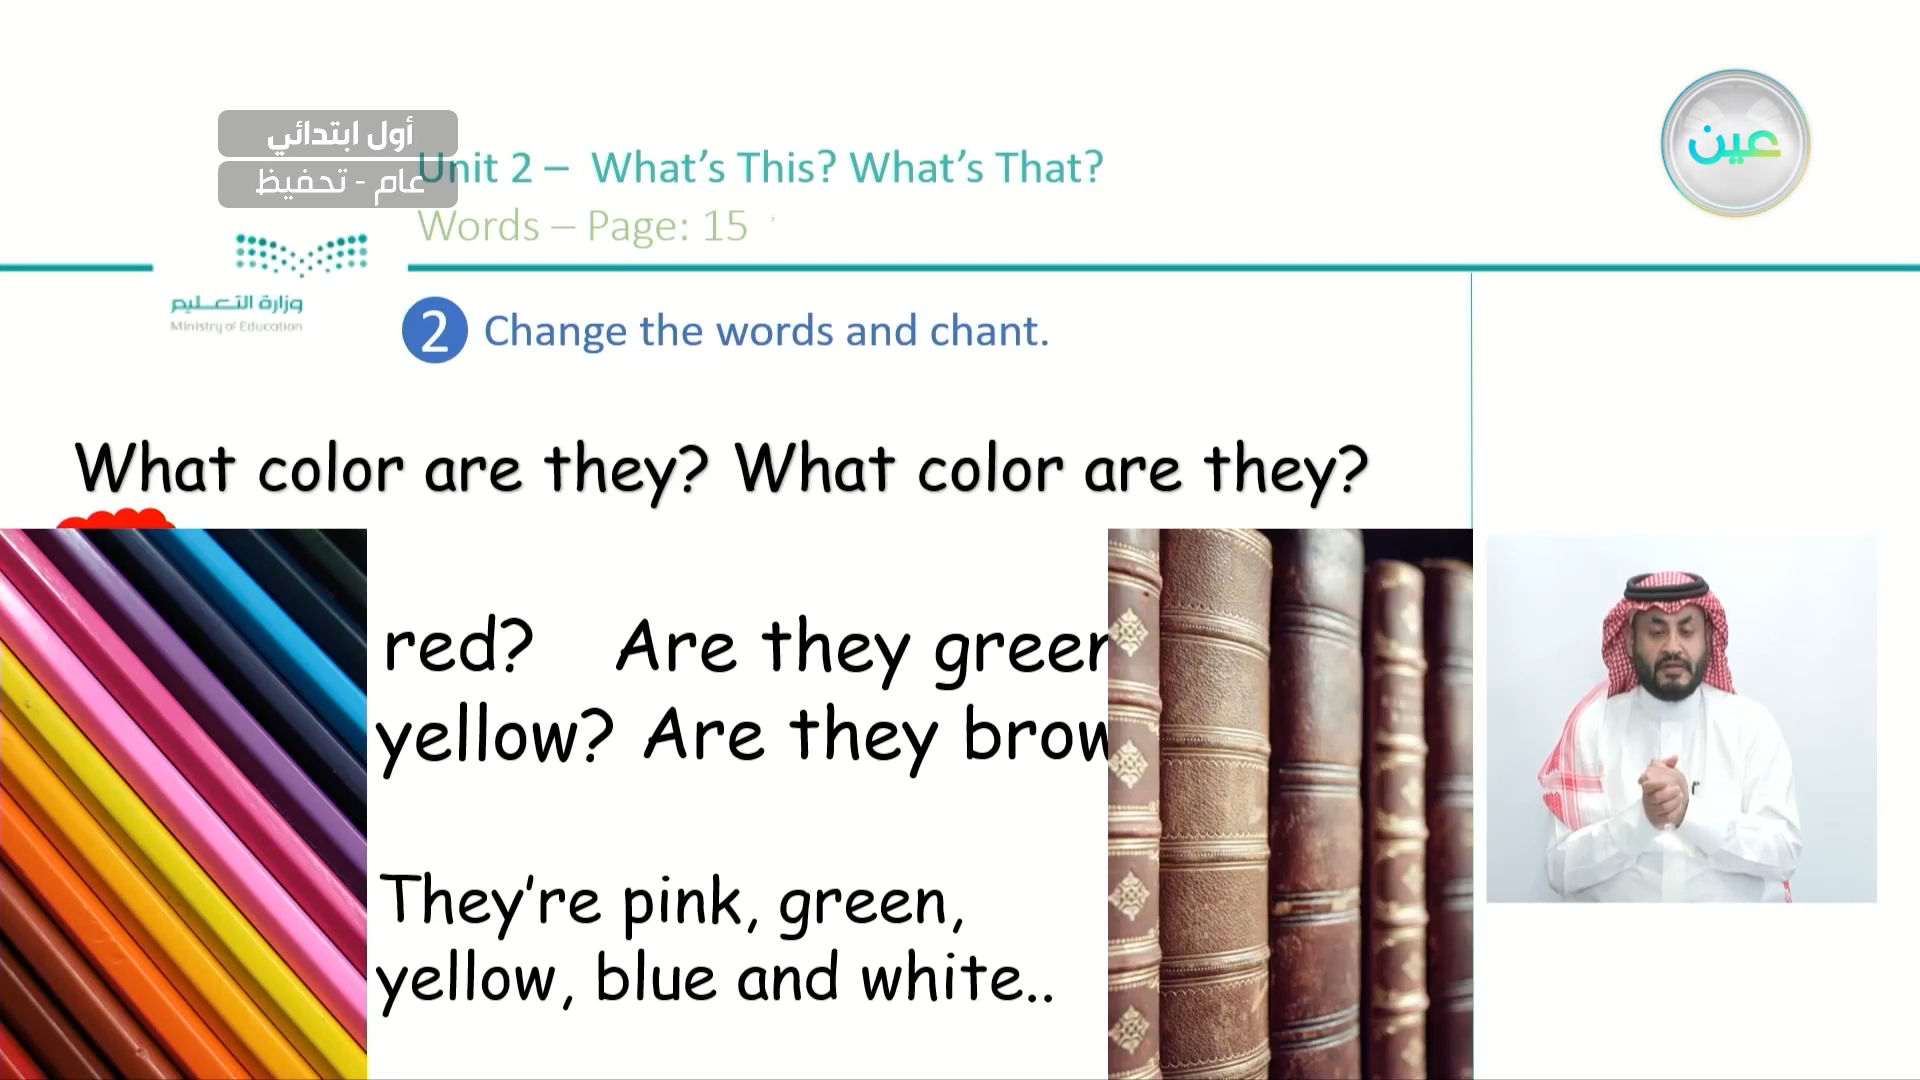 أول ابتدائي
عام - تحفيظ
عين
Unit 2 – What's This? What's That?
Words – Page: 15
وزارة التعليم
Ministry of Education
2 Change the words and chant.
What color are they? What color are they?
red? Are they green
yellow? Are they brow
They're pink, green,
yellow, blue and white..